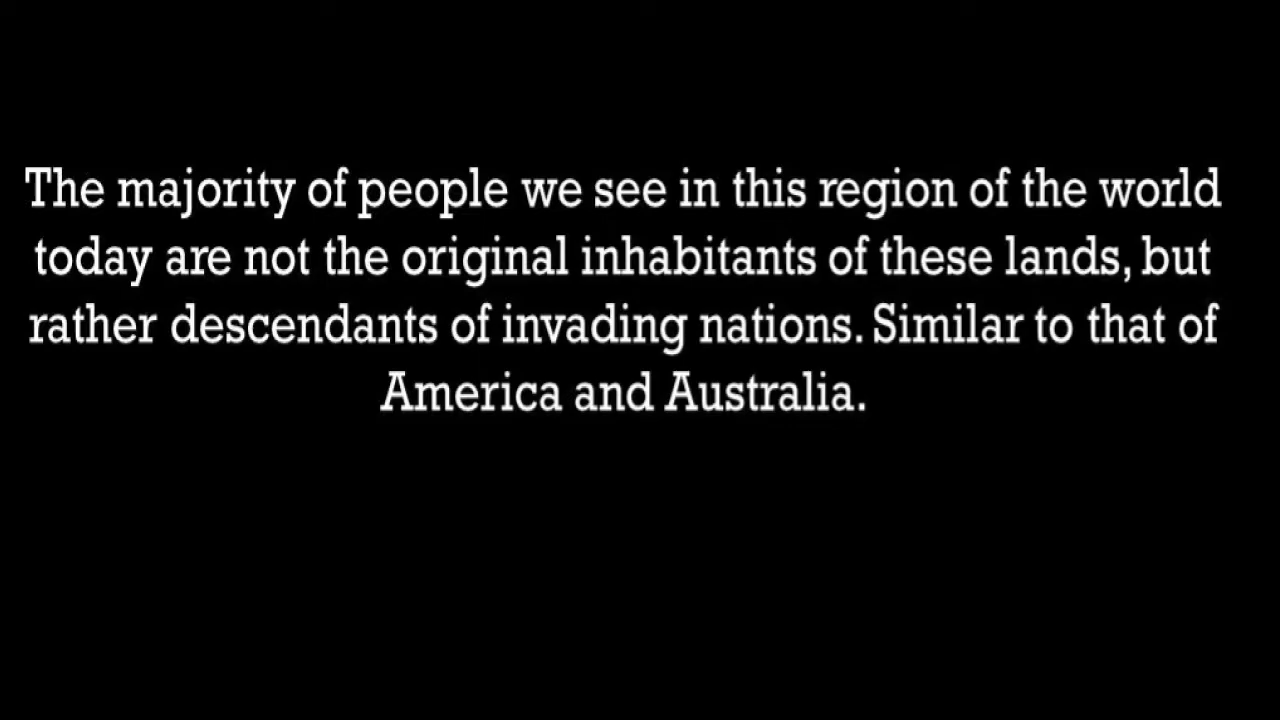 The majority of people we see in this region of the world
today are not the original inhabitants of these lands, but
rather descendants of invading nations. Similar to that of
America and Australia.